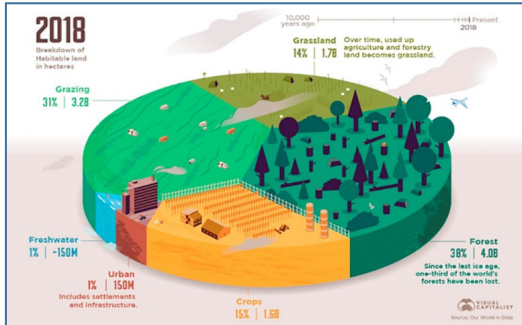 2018
Breakdown of
Habitable land
in hectares
10,000
years ago
Present
2018
Grassland
14% | 1.7B
Over time, used up
agriculture and forestry
land becomes grassland.
Grazing
31% | 3.2B
Freshwater
1% | ~150M
Urban
1% | 150M
Includes settlements
and infrastructure.
Crops
15% | 1.6B
Forest
38% | 4.0B
Since the last ice age,
one-third of the world's
forests have been lost.
VISUAL
CAPITALIST
Source: Our World in Data